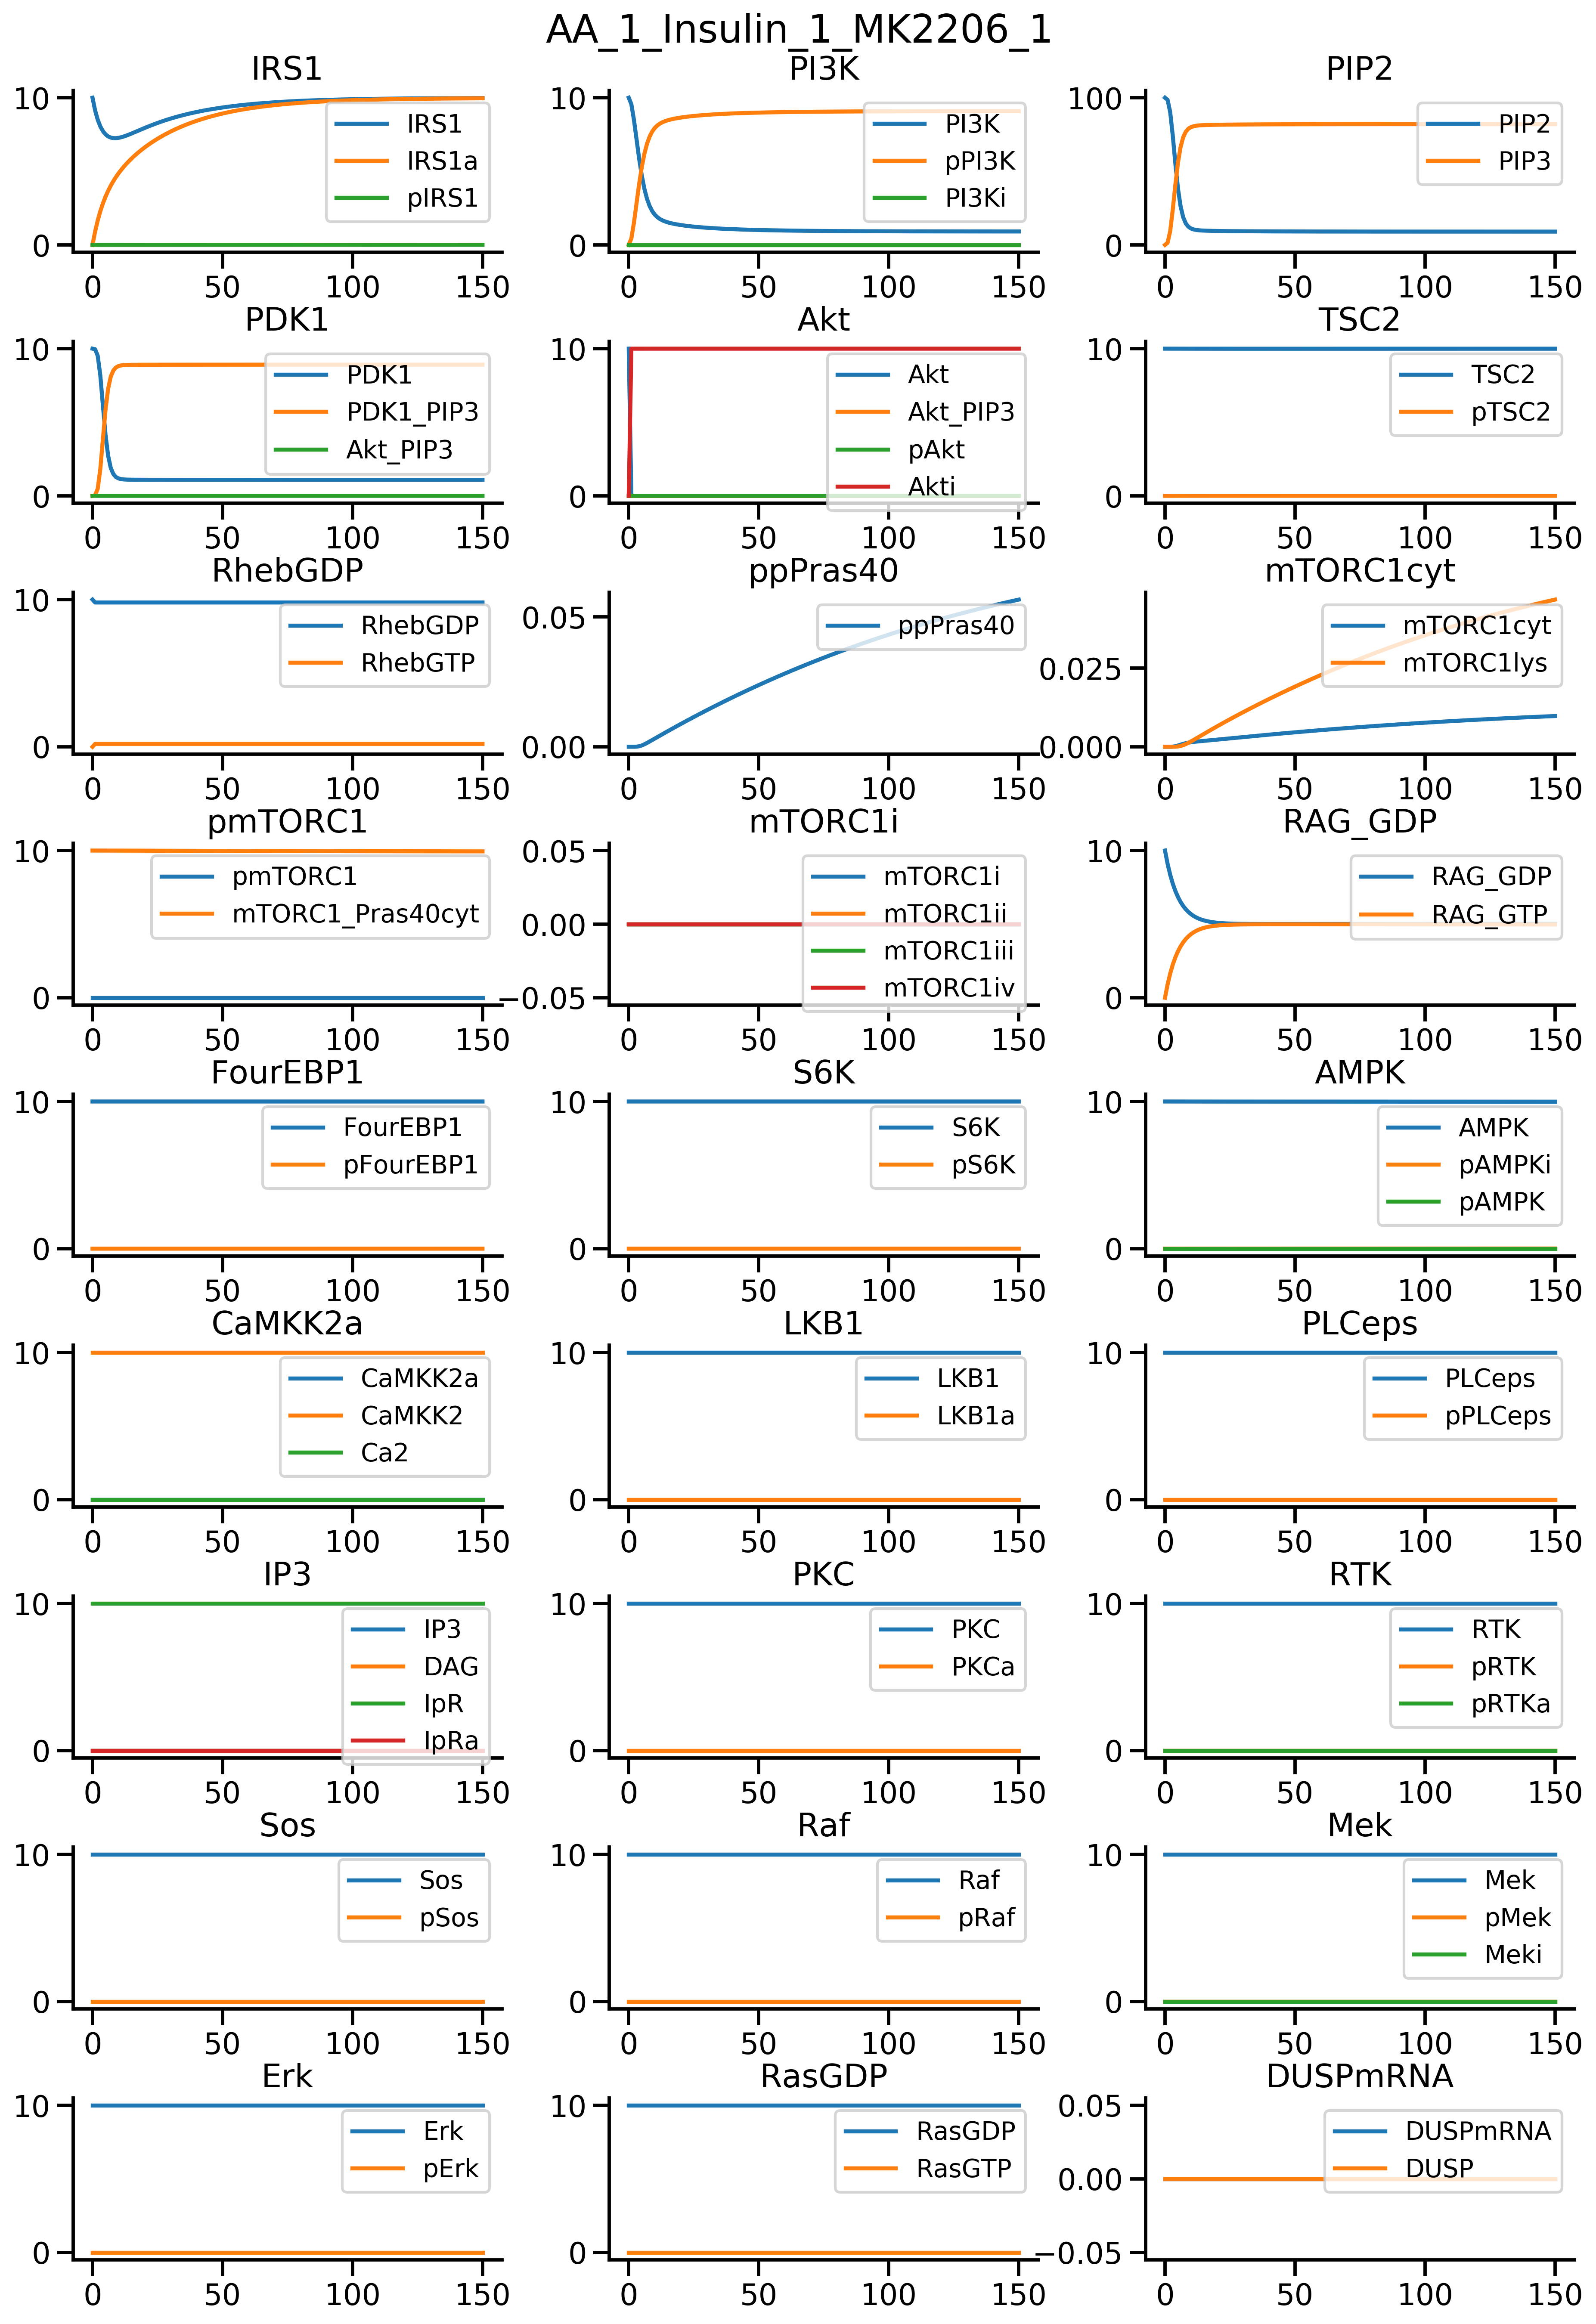 AA_1_Insulin_1_MK2206_1
IRS1
10
0
0 50 100 150
IRS1
IRS1a
pIRS1
PI3K
10
0
0 50 100 150
PI3K
pPI3K
PI3Ki
PIP2
100
0
0 50 100 150
PIP2
PIP3
PDK1
10
0
0 50 100 150
PDK1
PDK1_PIP3
Akt_PIP3
Akt
10
0
0 50 100 150
Akt
Akt_PIP3
pAkt
Akti
TSC2
10
0
0 50 100 150
TSC2
pTSC2
RhebGDP
10
0
0 50 100 150
RhebGDP
RhebGTP
ppPras40
0.05
0.00
0 50 100 150
ppPras40
mTORC1cyt
0.025
0.000
0 50 100 150
mTORC1cyt
mTORC1lys
pmTORC1
10
0
0 50 100 150
pmTORC1
mTORC1_Pras40cyt
mTORC1i
0.05
0.00
−0.05
0 50 100 150
mTORC1i
mTORC1ii
mTORC1iii
mTORC1iv
RAG_GDP
10
0
0 50 100 150
RAG_GDP
RAG_GTP
FourEBP1
10
0
0 50 100 150
FourEBP1
pFourEBP1
S6K
10
0
0 50 100 150
S6K
pS6K
AMPK
10
0
0 50 100 150
AMPK
pAMPKi
pAMPK
CaMKK2a
10
0
0 50 100 150
CaMKK2a
CaMKK2
Ca2
LKB1
10
0
0 50 100 150
LKB1
LKB1a
PLCeps
10
0
0 50 100 150
PLCeps
pPLCeps
IP3
10
0
0 50 100 150
IP3
DAG
IpR
IpRa
PKC
10
0
0 50 100 150
PKC
PKCa
RTK
10
0
0 50 100 150
RTK
pRTK
pRTKa
Sos
10
0
0 50 100 150
Sos
pSos
Raf
10
0
0 50 100 150
Raf
pRaf
Mek
10
0
0 50 100 150
Mek
pMek
Meki
Erk
10
0
0 50 100 150
Erk
pErk
RasGDP
10
0
0 50 100 150
RasGDP
RasGTP
DUSPmRNA
0.05
0.00
−0.05
0 50 100 150
DUSPmRNA
DUSP